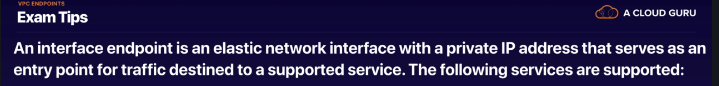 VPC ENDPOINTS
Exam Tips
A CLOUD GURU
An interface endpoint is an elastic network interface with a private IP address that serves as an
entry point for traffic destined to a supported service. The following services are supported: